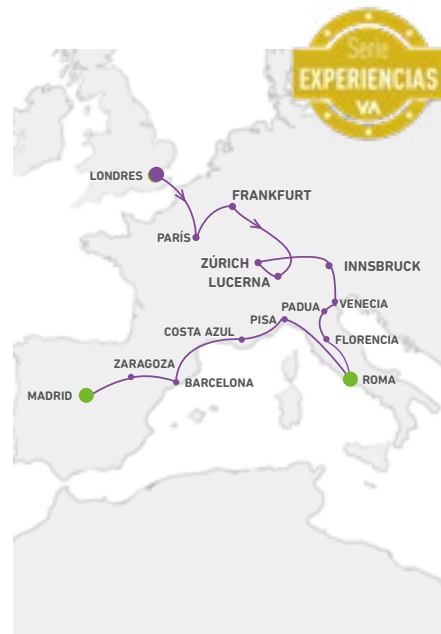 Serie
EXPERIENCIAS
VA
LONDRES
FRANKFURT
PARÍS
ZÚRICH
INNSBRUCK
LUCERNA
PADUA
VENECIA
PISA
COSTA AZUL
FLORENCIA
ZARAGOZA
BARCELONA
ROMA
MADRID